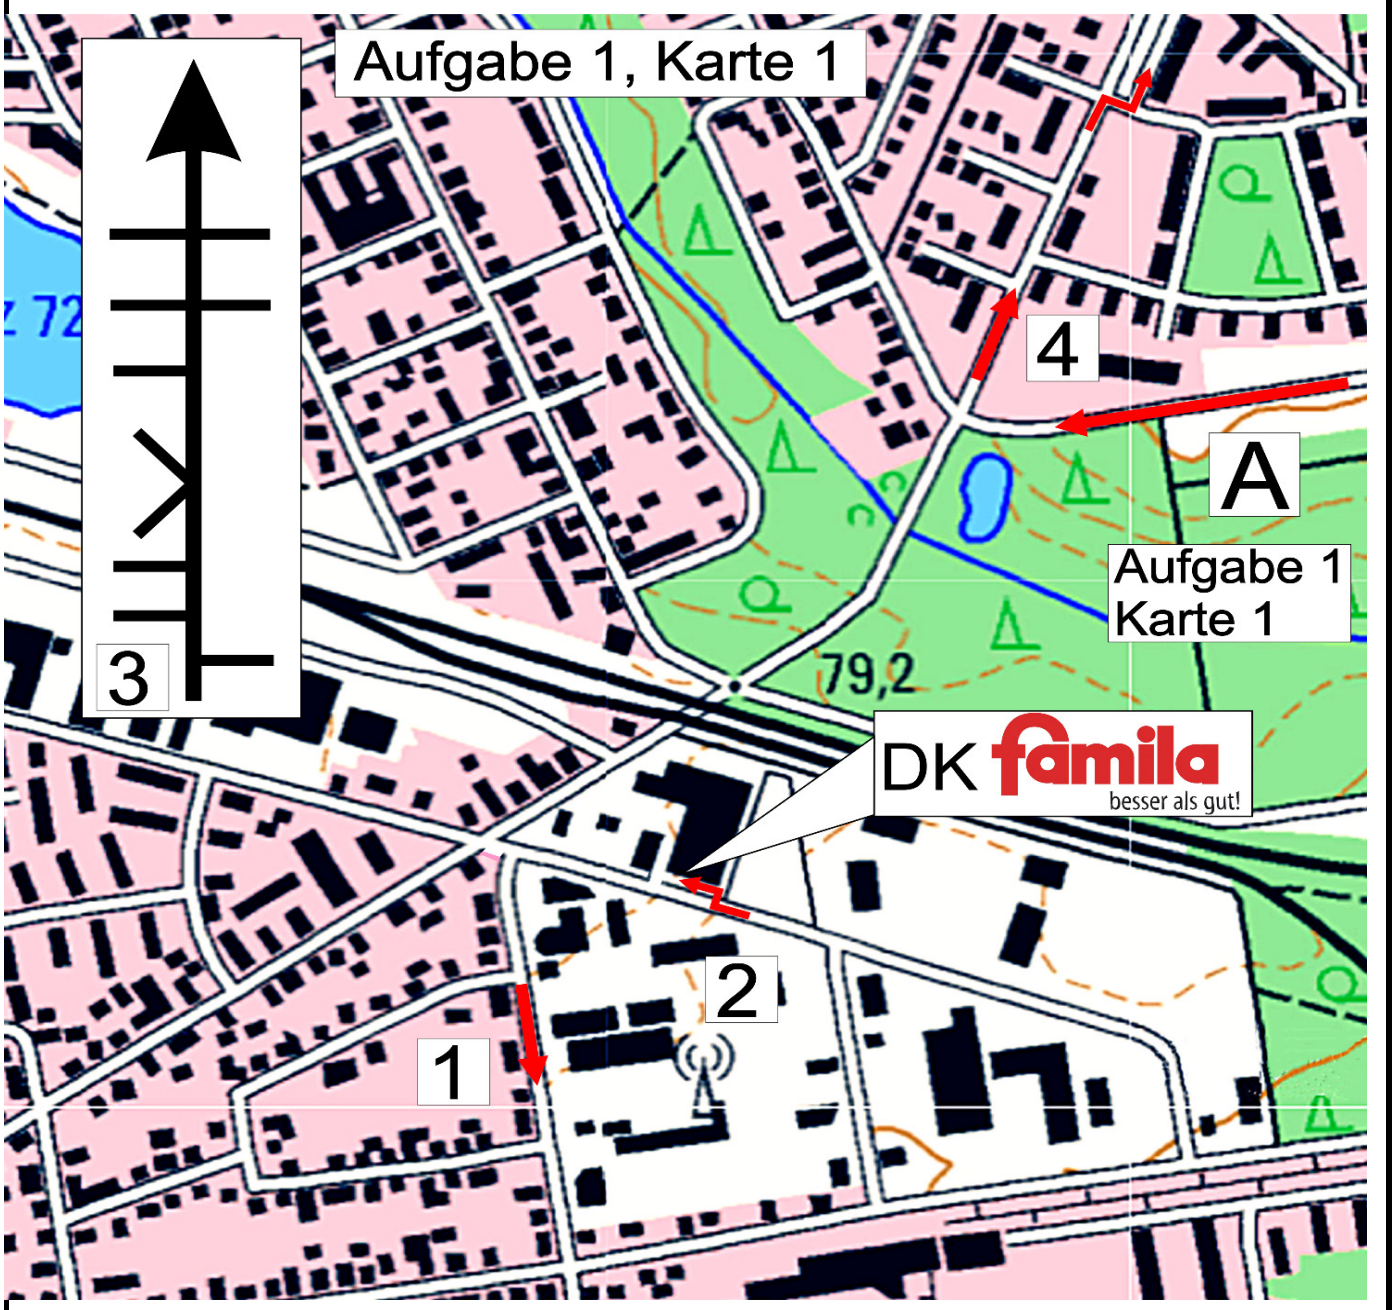 Aufgabe 1, Karte 1
z 72
4
A
Aufgabe 1
Karte 1
3
79,2
DK famila
besser als gut!
2
1